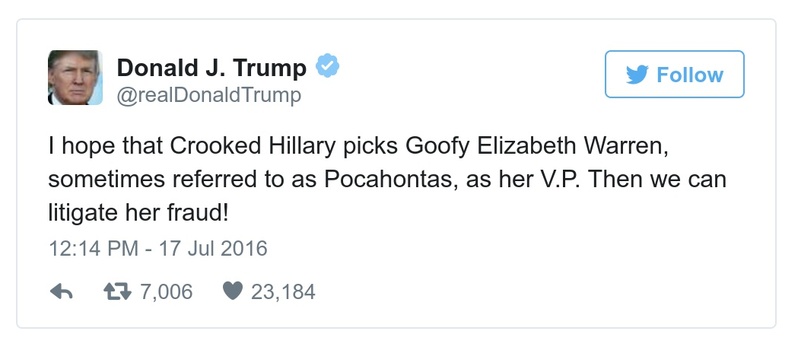 Donald J. Trump
Follow
@realDonaldTrump
I hope that Crooked Hillary picks Goofy Elizabeth Warren,
sometimes referred to as Pocahontas, as her V.P. Then we can
litigate her fraud!
12:14 PM - 17 Jul 2016
7,006 23,184